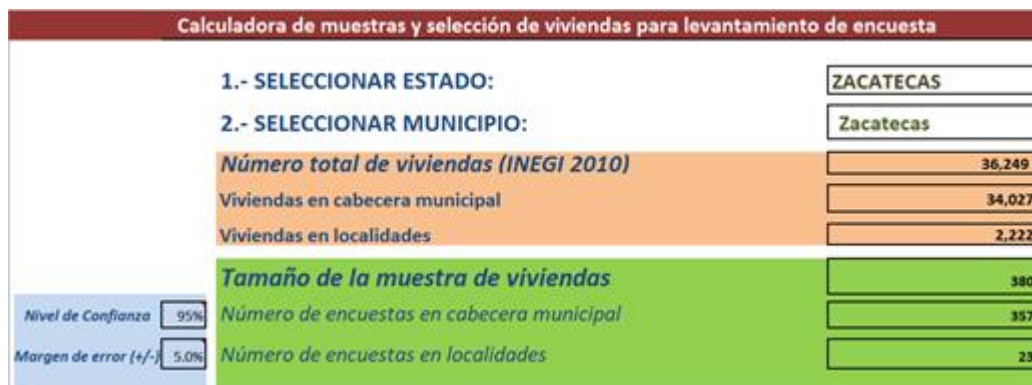 Calculadora de muestras y selección de viviendas para levantamiento de encuesta
1.- SELECCIONAR ESTADO: ZACATECAS
2.- SELECCIONAR MUNICIPIO: Zacatecas
Número total de viviendas (INEGI 2010) 36,249
Viviendas en cabecera municipal 34,027
Viviendas en localidades 2,222
Tamaño de la muestra de viviendas 380
Nivel de Confianza 95% Número de encuestas en cabecera municipal 357
Margen de error (+/-) 5.0% Número de encuestas en localidades 23